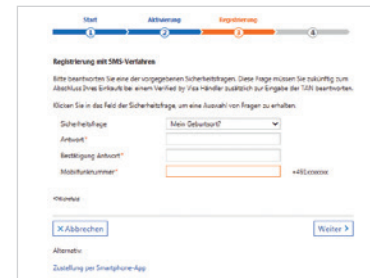 Start Aktivierung Registrierung
1 2 3 4
Registrierung mit SMS-Verfahren
Bitte beantworten Sie eine der vorgegebenen Sicherheitsfragen. Diese Frage müssen Sie zukünftig zum
Abschluss Ihres Einkaufs bei einem Verified by Visa Händler zusätzlich zur Eingabe der TAN beantworten.
Klicken Sie in das Feld der Sicherheitsfrage, um eine Auswahl von Fragen zu erhalten.
Sicherheitsfrage Mein Geburtsort?
Antwort*
Bestätigung Antwort*
Mobilfunknummer*
*Pflichtfeld
Abbrechen Weiter
Alternativ:
Zustellung per Smartphone-App